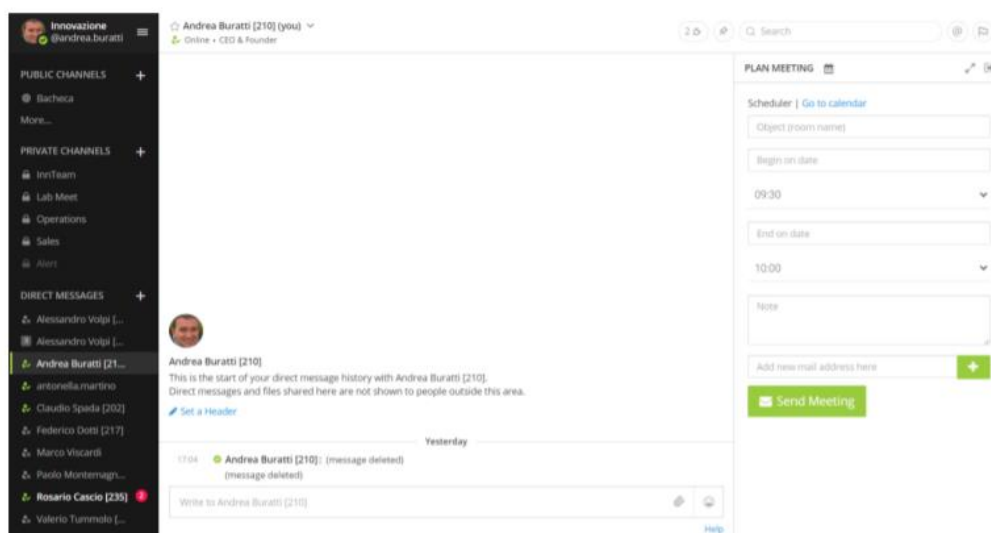 Innovazione
@andrea.buratti
PUBLIC CHANNELS +
Bacheca
More...
PRIVATE CHANNELS +
InnTeam
Lab Meet
Operations
Sales
Alert
DIRECT MESSAGES +
Alessandro Volpi [...
Alessandro Volpi [...
Andrea Buratti [21...
antonella.martino
Claudio Spada [202]
Federico Dotti [217]
Marco Viscardi
Paolo Montemagn...
Rosario Cascio [235]
Valerio Tummolo [...
Andrea Buratti [210] (you)
Online • CEO & Founder
2
Search
@
Andrea Buratti [210]
This is the start of your direct message history with Andrea Buratti [210].
Direct messages and files shared here are not shown to people outside this area.
Set a Header
Yesterday
17:04 Andrea Buratti [210]: (message deleted)
(message deleted)
Write to Andrea Buratti [210]
Help
PLAN MEETING
Scheduler | Go to calendar
Object (room name)
Begin on date
09:30
End on date
10:00
Note
Add new mail address here +
Send Meeting